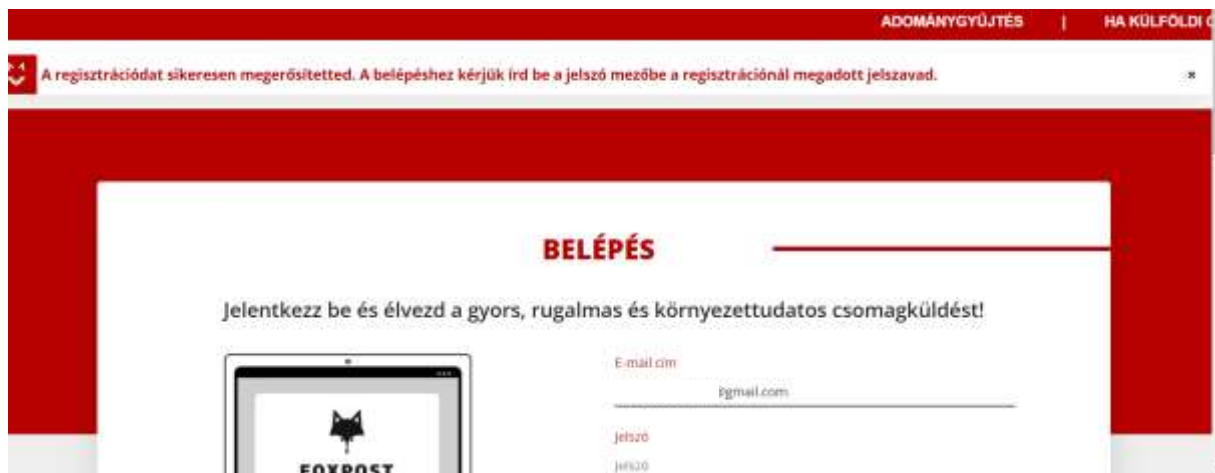 ADOMÁNYGYŰJTÉS | HA KÜLFÖLDI
A regisztrációdat sikeresen megerősítetted. A belépéshez kérjük írd be a jelszó mezőbe a regisztrációnál megadott jelszavad.
BELÉPÉS
Jelentkezz be és élvezd a gyors, rugalmas és környezettudatos csomagküldést!
E-mail cím
@gmail.com
Jelszó
Jelszó
FOXPOST